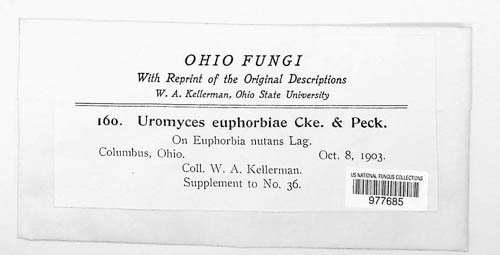 OHIO FUNGI
With Reprint of the Original Descriptions
W. A. Kellerman, Ohio State University
160. Uromyces euphorbiae Cke. & Peck.
On Euphorbia nutans Lag.
Columbus, Ohio. Oct. 8, 1903.
Coll. W. A. Kellerman.
Supplement to No. 36.
US NATIONAL FUNGUS COLLECTIONS
977685